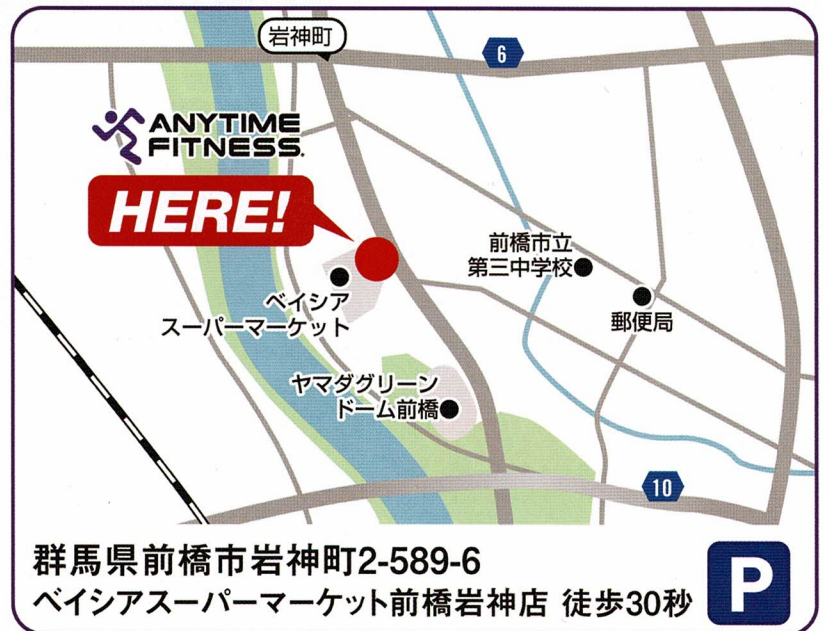 岩神町
6
ANYTIME
FITNESS.
HERE!
前橋市立
第三中学校
郵便局
ベイシア
スーパーマーケット
ヤマダグリーン
ドーム前橋
10
群馬県前橋市岩神町2-589-6
ベイシアスーパーマーケット前橋岩神店 徒歩30秒
P